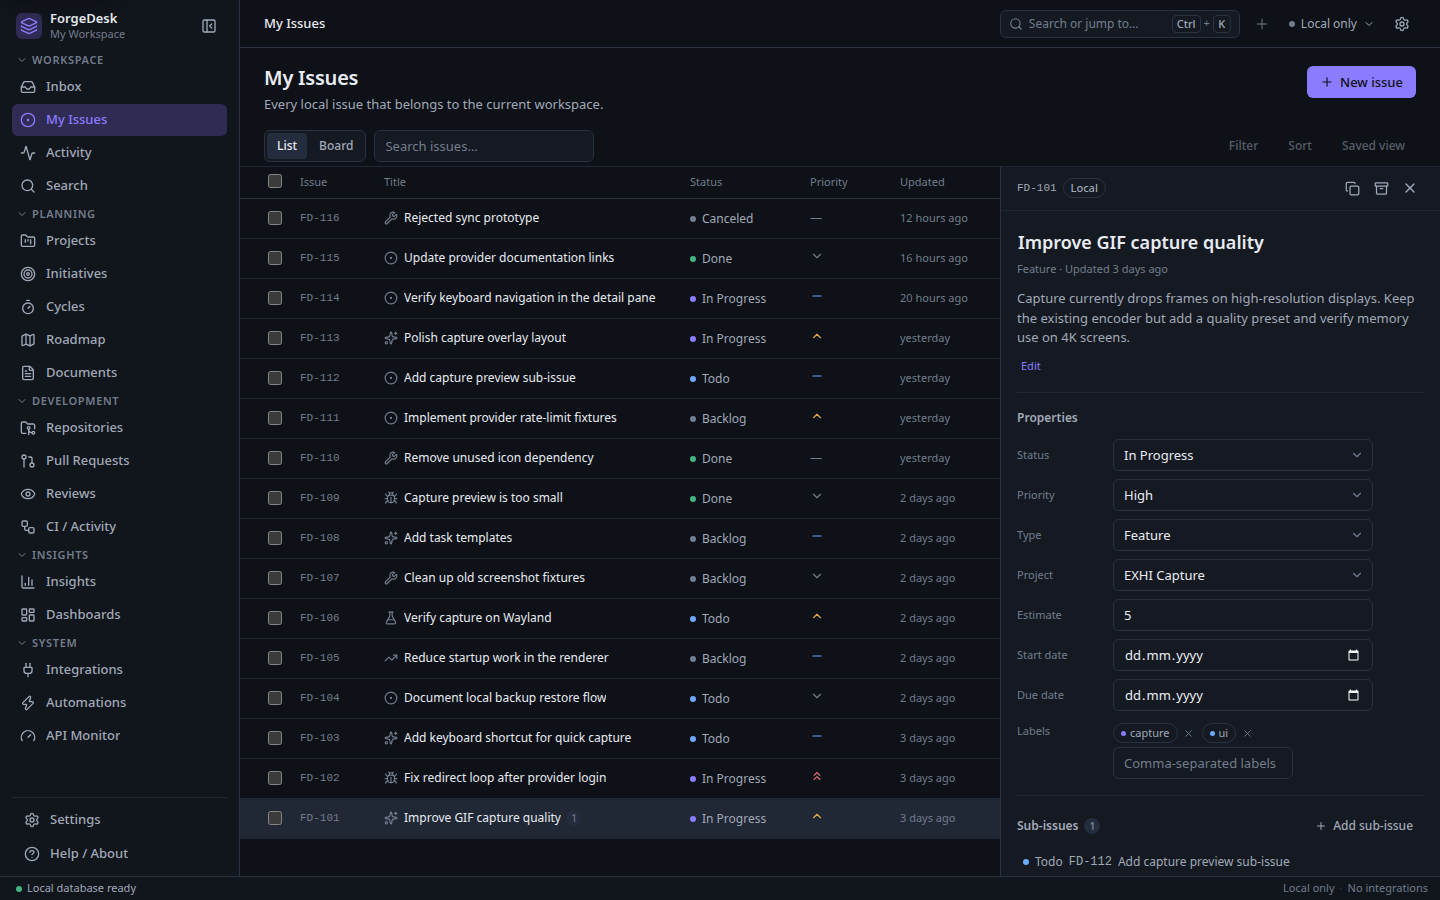 ForgeDesk
My Workspace
WORKSPACE
Inbox
My Issues
Activity
Search
PLANNING
Projects
Initiatives
Cycles
Roadmap
Documents
DEVELOPMENT
Repositories
Pull Requests
Reviews
CI / Activity
INSIGHTS
Insights
Dashboards
SYSTEM
Integrations
Automations
API Monitor
Settings
Help / About
My Issues
Search or jump to... Ctrl + K
Local only
My Issues
Every local issue that belongs to the current workspace.
New issue
List Board Search issues...
Filter Sort Saved view
Issue Title Status Priority Updated
FD-116 Rejected sync prototype Canceled — 12 hours ago
FD-115 Update provider documentation links Done 16 hours ago
FD-114 Verify keyboard navigation in the detail pane In Progress 20 hours ago
FD-113 Polish capture overlay layout In Progress yesterday
FD-112 Add capture preview sub-issue Todo yesterday
FD-111 Implement provider rate-limit fixtures Backlog yesterday
FD-110 Remove unused icon dependency Done — yesterday
FD-109 Capture preview is too small Done 2 days ago
FD-108 Add task templates Backlog 2 days ago
FD-107 Clean up old screenshot fixtures Backlog 2 days ago
FD-106 Verify capture on Wayland Todo 2 days ago
FD-105 Reduce startup work in the renderer Backlog 2 days ago
FD-104 Document local backup restore flow Todo 2 days ago
FD-103 Add keyboard shortcut for quick capture Todo 3 days ago
FD-102 Fix redirect loop after provider login In Progress 3 days ago
FD-101 Improve GIF capture quality 1 In Progress 3 days ago
FD-101 Local
Improve GIF capture quality
Feature · Updated 3 days ago
Capture currently drops frames on high-resolution displays. Keep
the existing encoder but add a quality preset and verify memory
use on 4K screens.
Edit
Properties
Status In Progress
Priority High
Type Feature
Project EXHI Capture
Estimate 5
Start date dd.mm.yyyy
Due date dd.mm.yyyy
Labels capture ui
Comma-separated labels
Sub-issues 1 Add sub-issue
Todo FD-112 Add capture preview sub-issue
Local database ready
Local only · No integrations